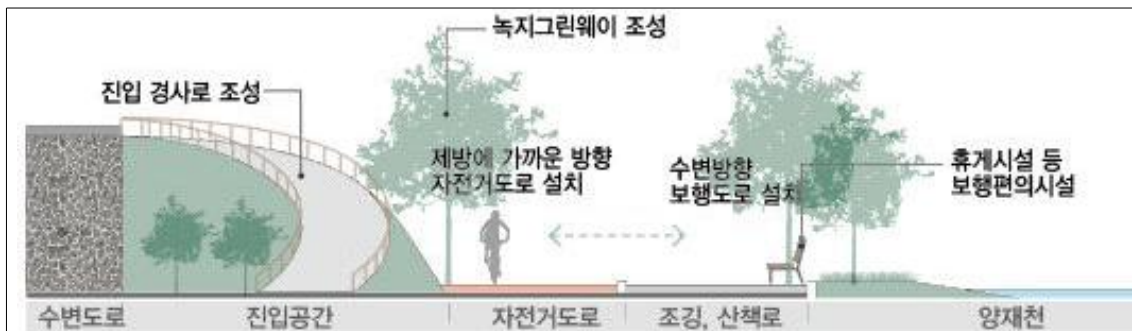 녹지그린웨이 조성
진입 경사로 조성
제방에 가까운 방향
자전거도로 설치
수변방향
보행도로 설치
휴게시설 등
보행편의시설
수변도로
진입공간
자전거도로
조깅, 산책로
양재천